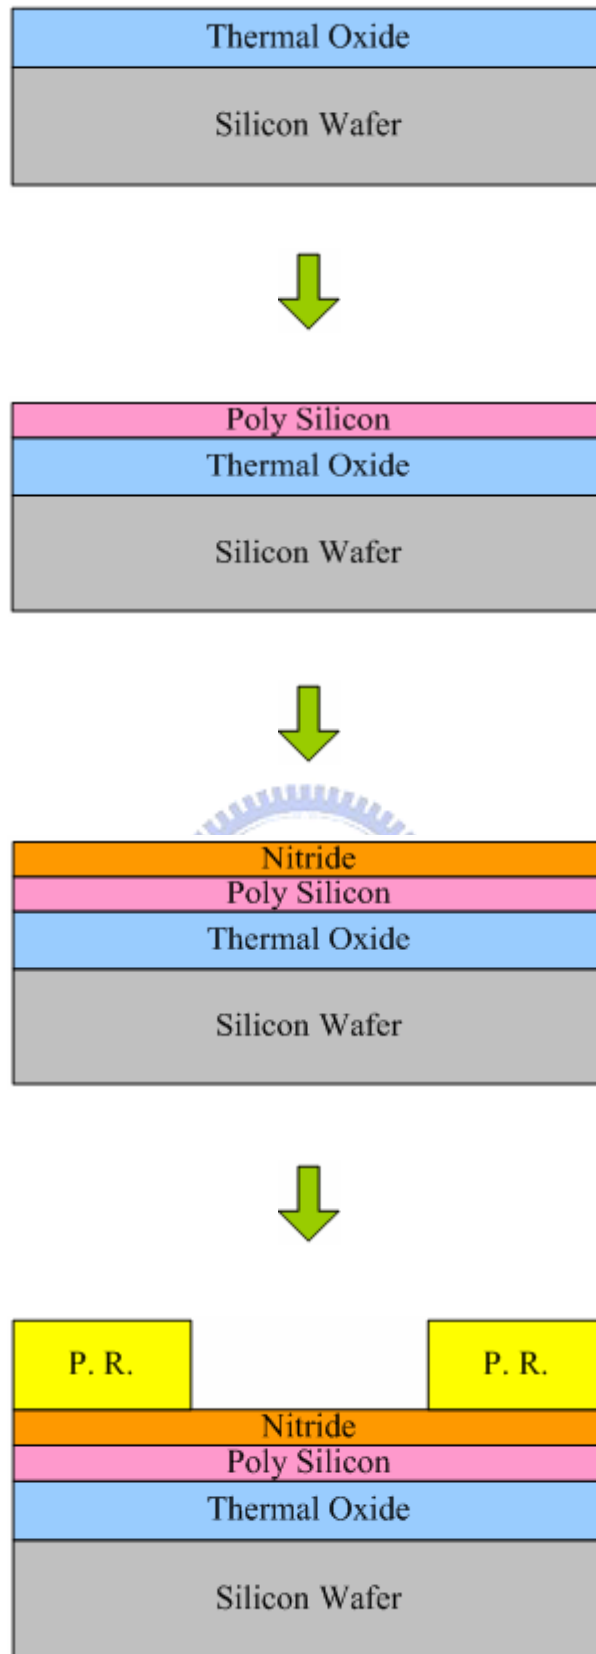 Thermal Oxide
Silicon Wafer
Poly Silicon
Thermal Oxide
Silicon Wafer
Nitride
Poly Silicon
Thermal Oxide
Silicon Wafer
P. R. P. R.
Nitride
Poly Silicon
Thermal Oxide
Silicon Wafer